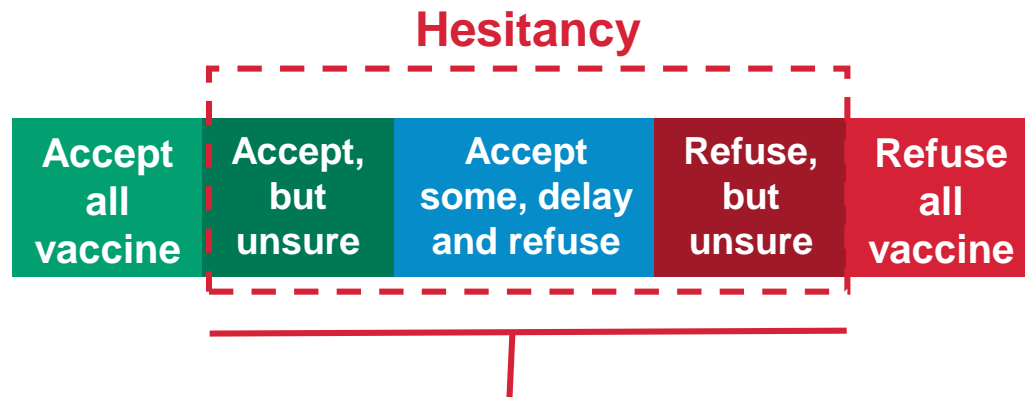 Hesitancy
Accept
all
vaccine
Accept,
but
unsure
Accept
some, delay
and refuse
Refuse,
but
unsure
Refuse
all
vaccine